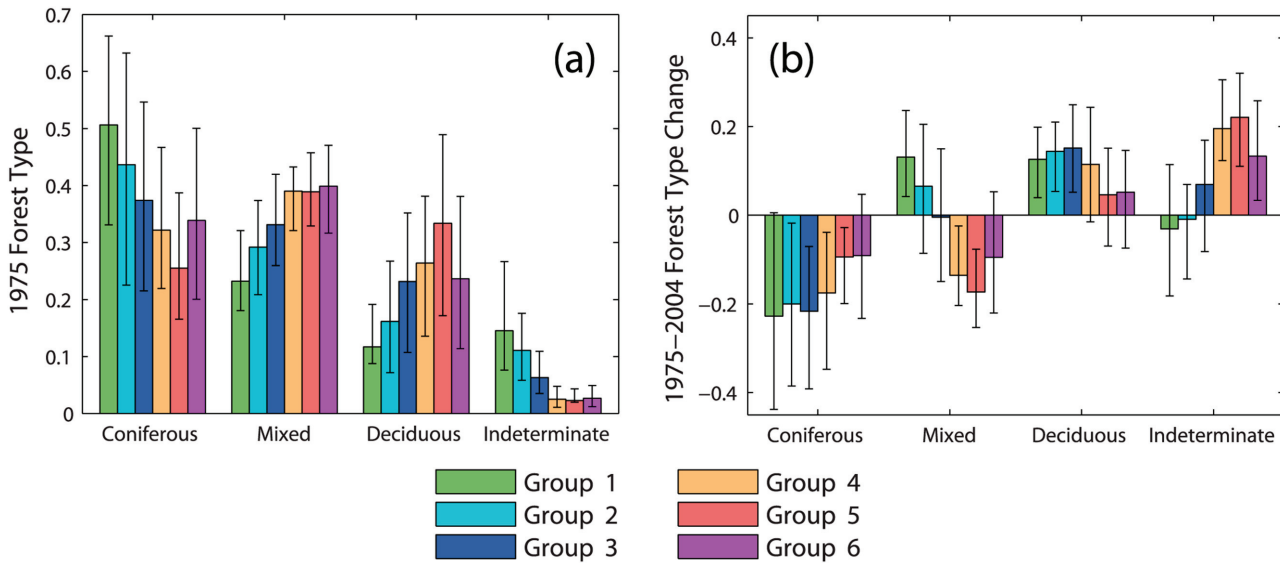 (a)
1975 Forest Type
0.7
0.6
0.5
0.4
0.3
0.2
0.1
0
Coniferous Mixed Deciduous Indeterminate
(b)
1975–2004 Forest Type Change
0.4
0.2
0
−0.2
−0.4
Coniferous Mixed Deciduous Indeterminate
Group 1
Group 2
Group 3
Group 4
Group 5
Group 6